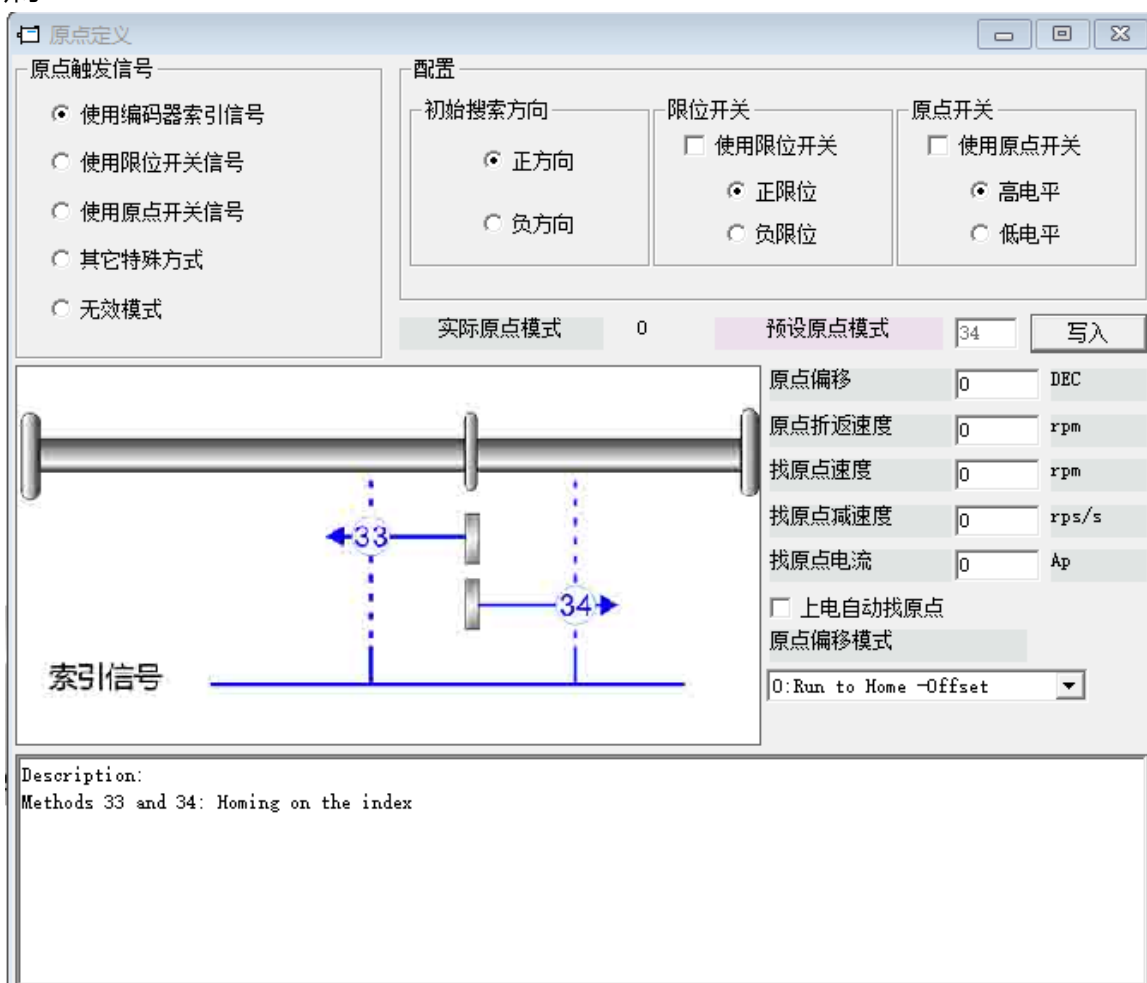 原点定义
原点触发信号
使用编码器索引信号
使用限位开关信号
使用原点开关信号
其它特殊方式
无效模式
配置
初始搜索方向
正方向
负方向
限位开关
使用限位开关
正限位
负限位
原点开关
使用原点开关
高电平
低电平
实际原点模式 0 预设原点模式 34 写入
33
34
索引信号
原点偏移 0 DEC
原点折返速度 0 rpm
找原点速度 0 rpm
找原点减速度 0 rps/s
找原点电流 0 Ap
上电自动找原点
原点偏移模式
0:Run to Home -Offset
Description:
Methods 33 and 34: Homing on the index